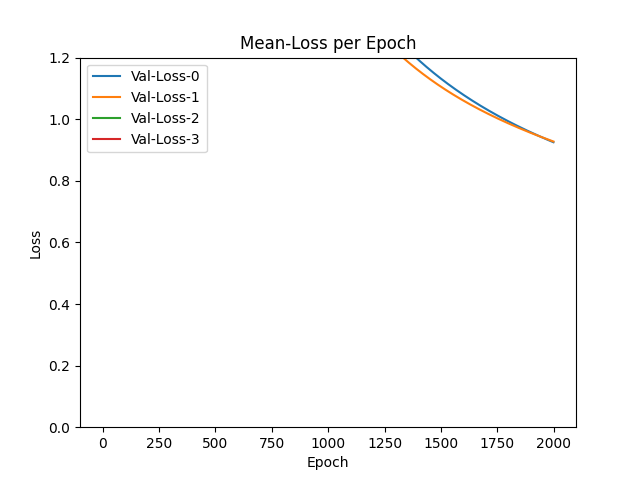 Mean-Loss per Epoch
1.2
1.0
0.8
0.6
0.4
0.2
0.0
Loss
Val-Loss-0
Val-Loss-1
Val-Loss-2
Val-Loss-3
0 250 500 750 1000 1250 1500 1750 2000
Epoch